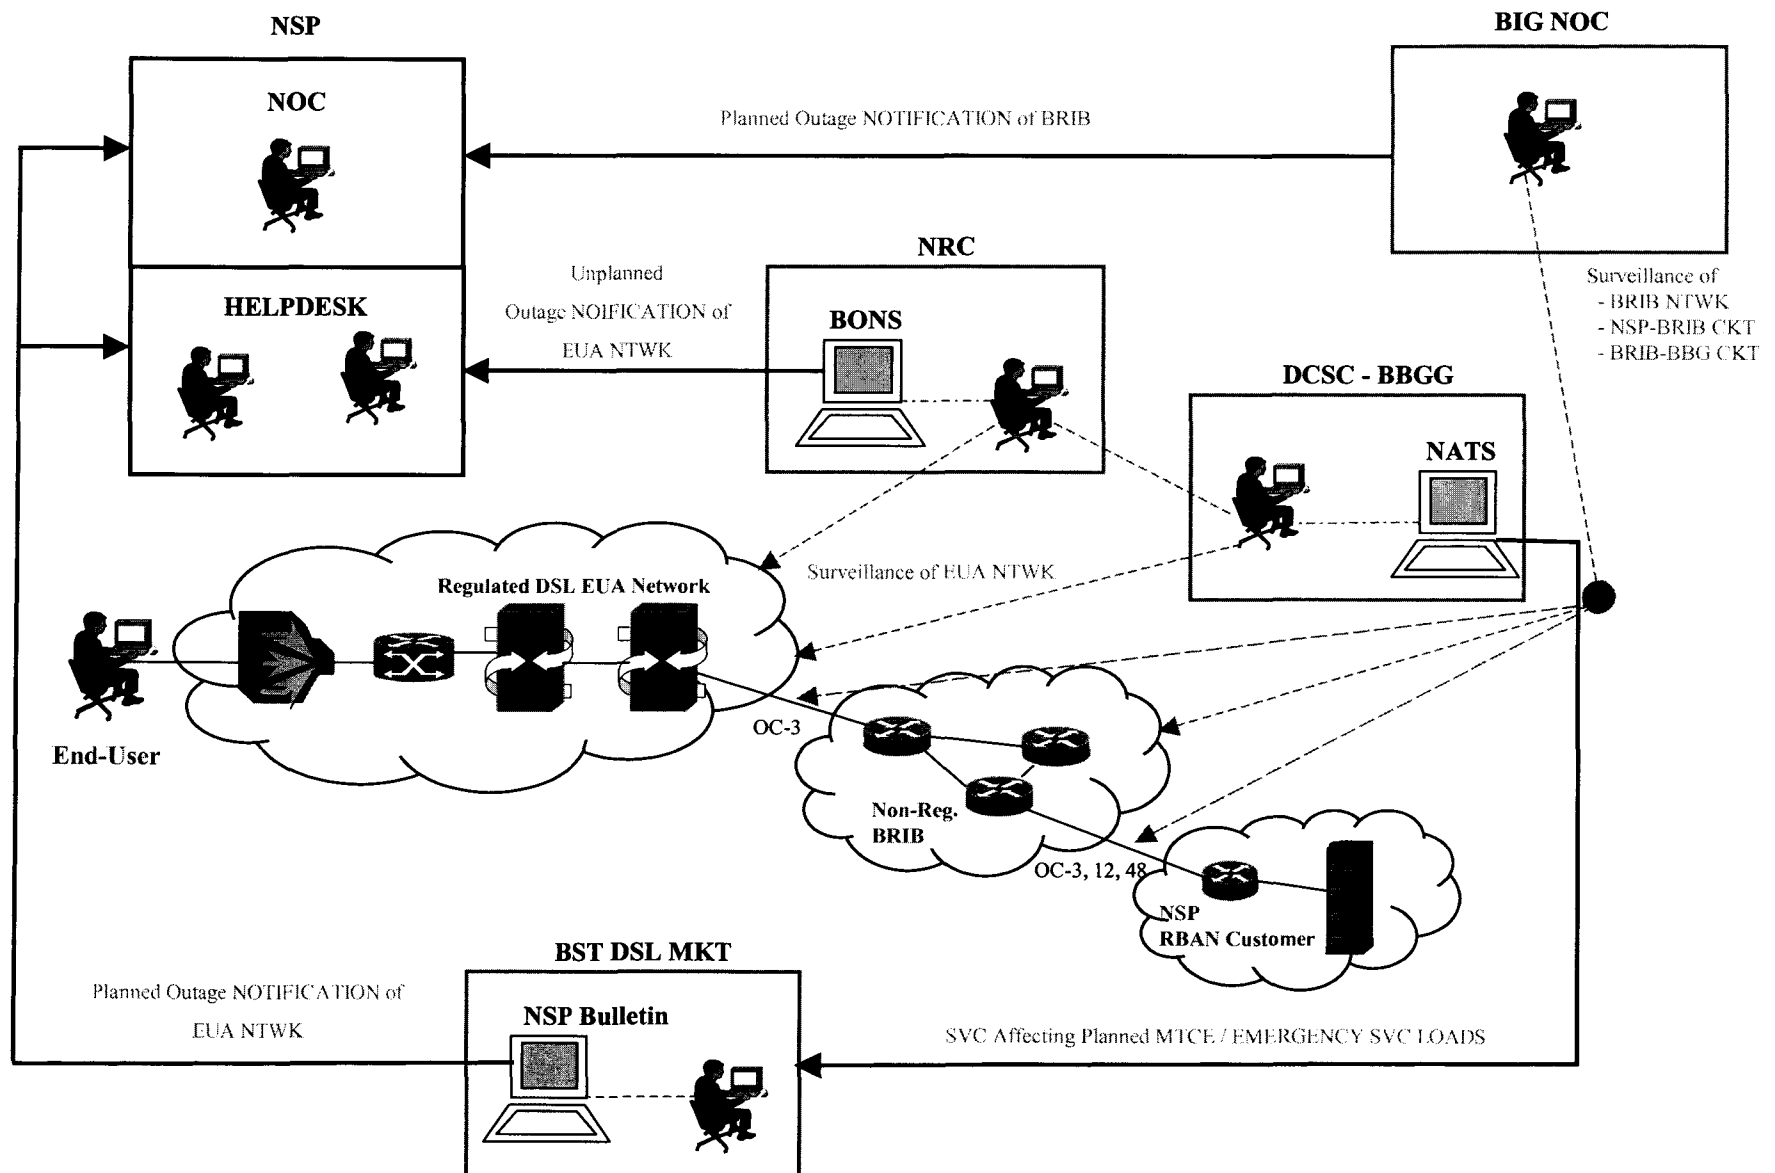 NSP
BIG NOC
NOC
Planned Outage NOTIFICATION of BRIB
NRC
Surveillance of
- BRIB NTWK
- NSP-BRIB CKT
- BRIB-BBG CKT
Unplanned
Outage NOIFICATION of
EUA NTWK
HELPDESK
BONS
DCSC - BBGG
NATS
Surveillance of EUA NTWK
Regulated DSL EUA Network
End-User
OC-3
Non-Reg.
BRIB
OC-3, 12, 48
NSP
RBAN Customer
BST DSL MKT
Planned Outage NOTIFICATION of
EUA NTWK
NSP Bulletin
SVC Affecting Planned MTCE / EMERGENCY SVC LOADS